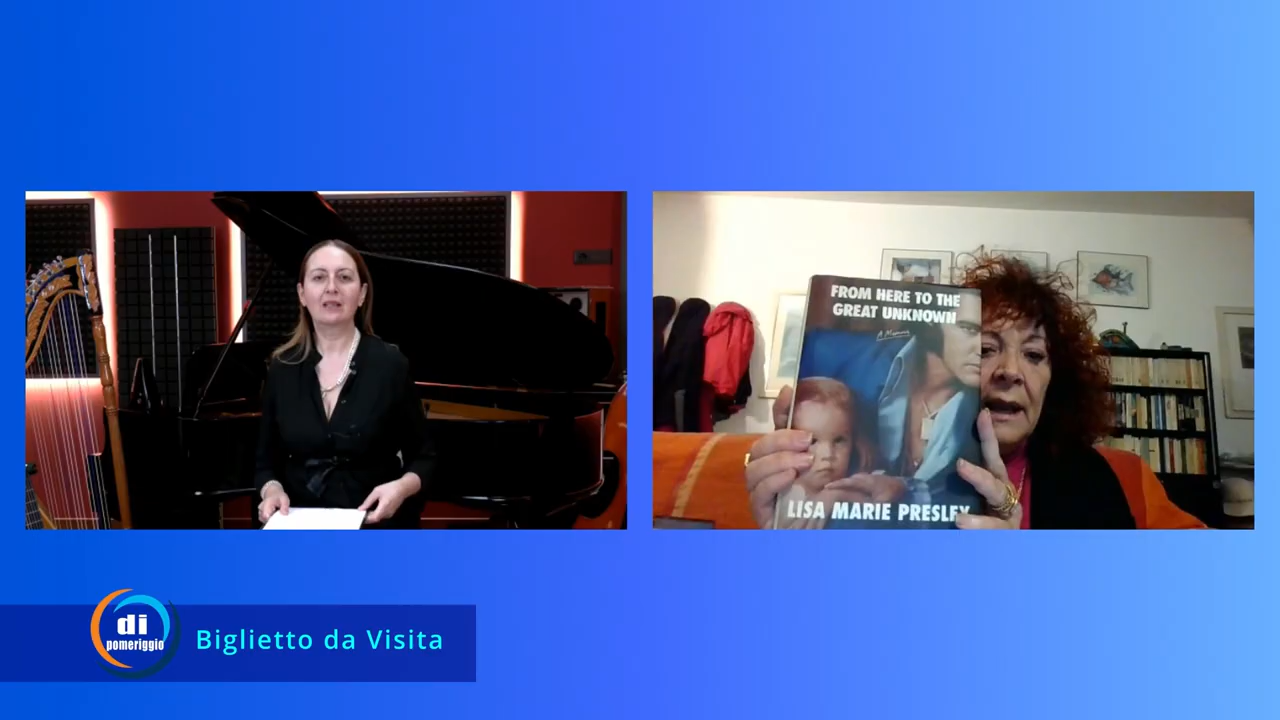 FROM HERE TO THE
GREAT UNKNOWN
A Memoir
LISA MARIE PRESLEY
di
pomeriggio
Biglietto da Visita